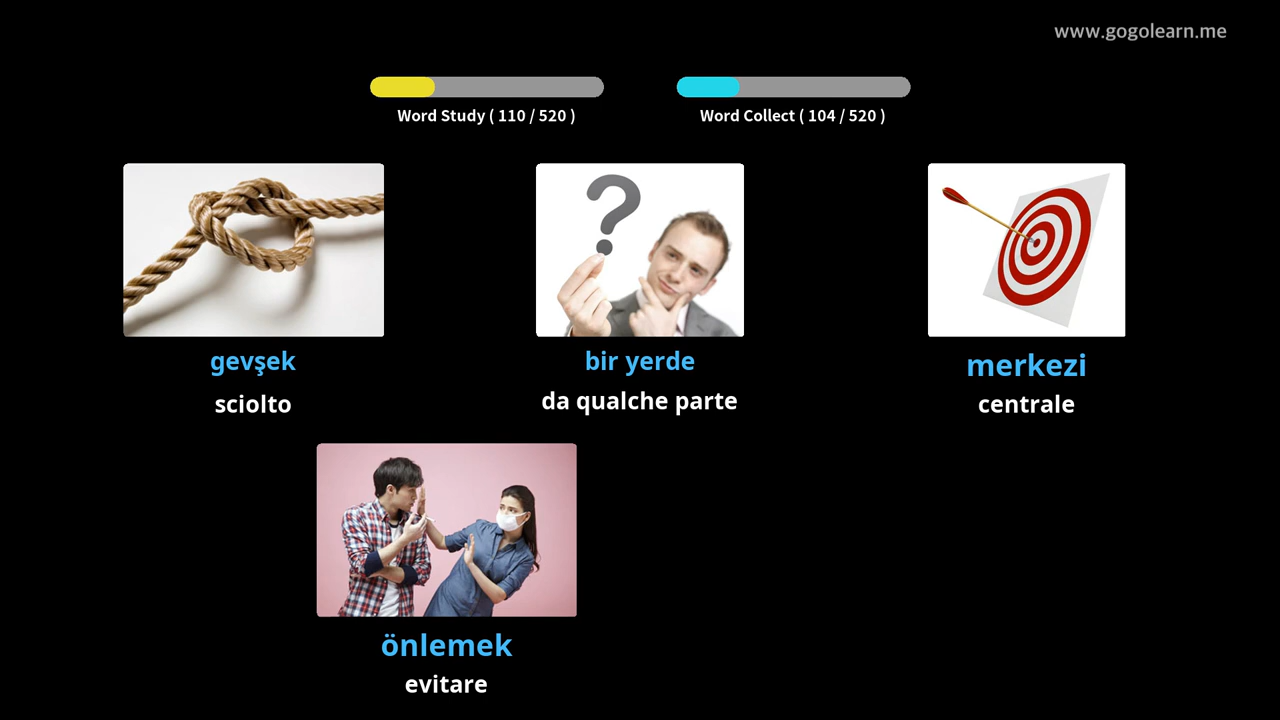 www.gogolearn.me
Word Study ( 110 / 520 )
Word Collect ( 104 / 520 )
gevşek
sciolto
bir yerde
da qualche parte
merkezi
centrale
önlemek
evitare